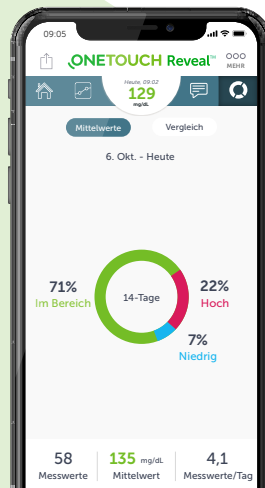 09:05
ONETOUCH Reveal™
MEHR
Heute, 09:02
129
mg/dL
Mittelwerte
Vergleich
6. Okt. - Heute
71%
Im Bereich
14-Tage
22%
Hoch
7%
Niedrig
58
Messwerte
135 mg/dL
Mittelwert
4,1
Messwerte/Tag